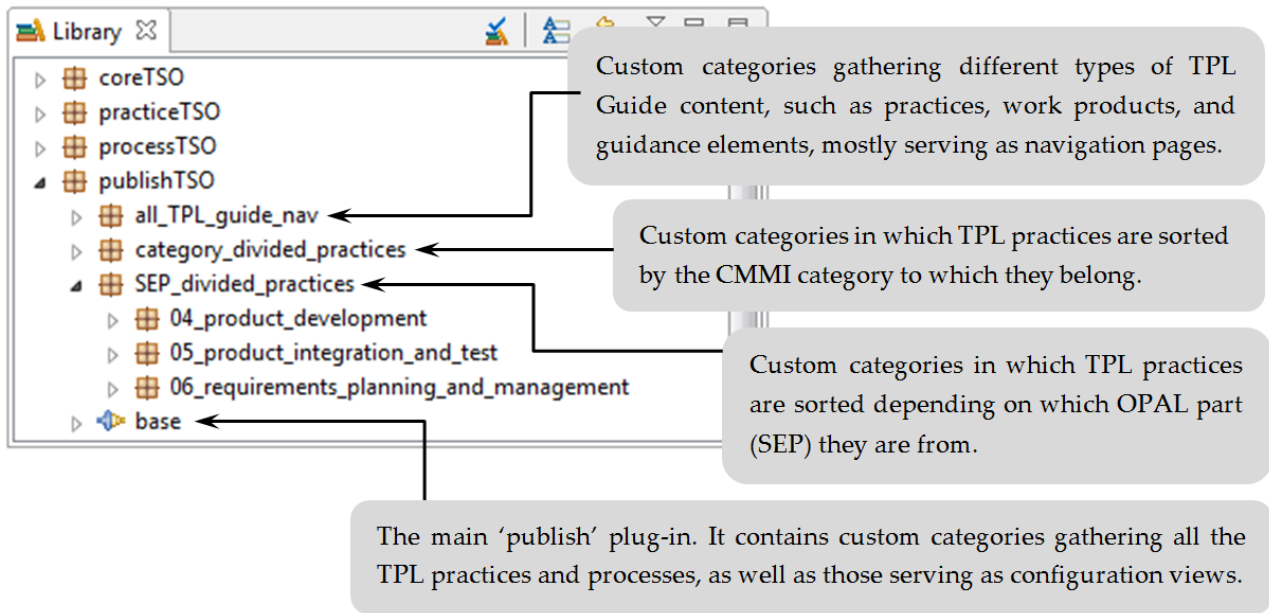 Library
coreTSO
practiceTSO
processTSO
publishTSO
all_TPL_guide_nav
category_divided_practices
SEP_divided_practices
04_product_development
05_product_integration_and_test
06_requirements_planning_and_management
base
Custom categories gathering different types of TPL
Guide content, such as practices, work products, and
guidance elements, mostly serving as navigation pages.
Custom categories in which TPL practices are sorted
by the CMMI category to which they belong.
Custom categories in which TPL practices
are sorted depending on which OPAL part
(SEP) they are from.
The main ‘publish’ plug-in. It contains custom categories gathering all the
TPL practices and processes, as well as those serving as configuration views.